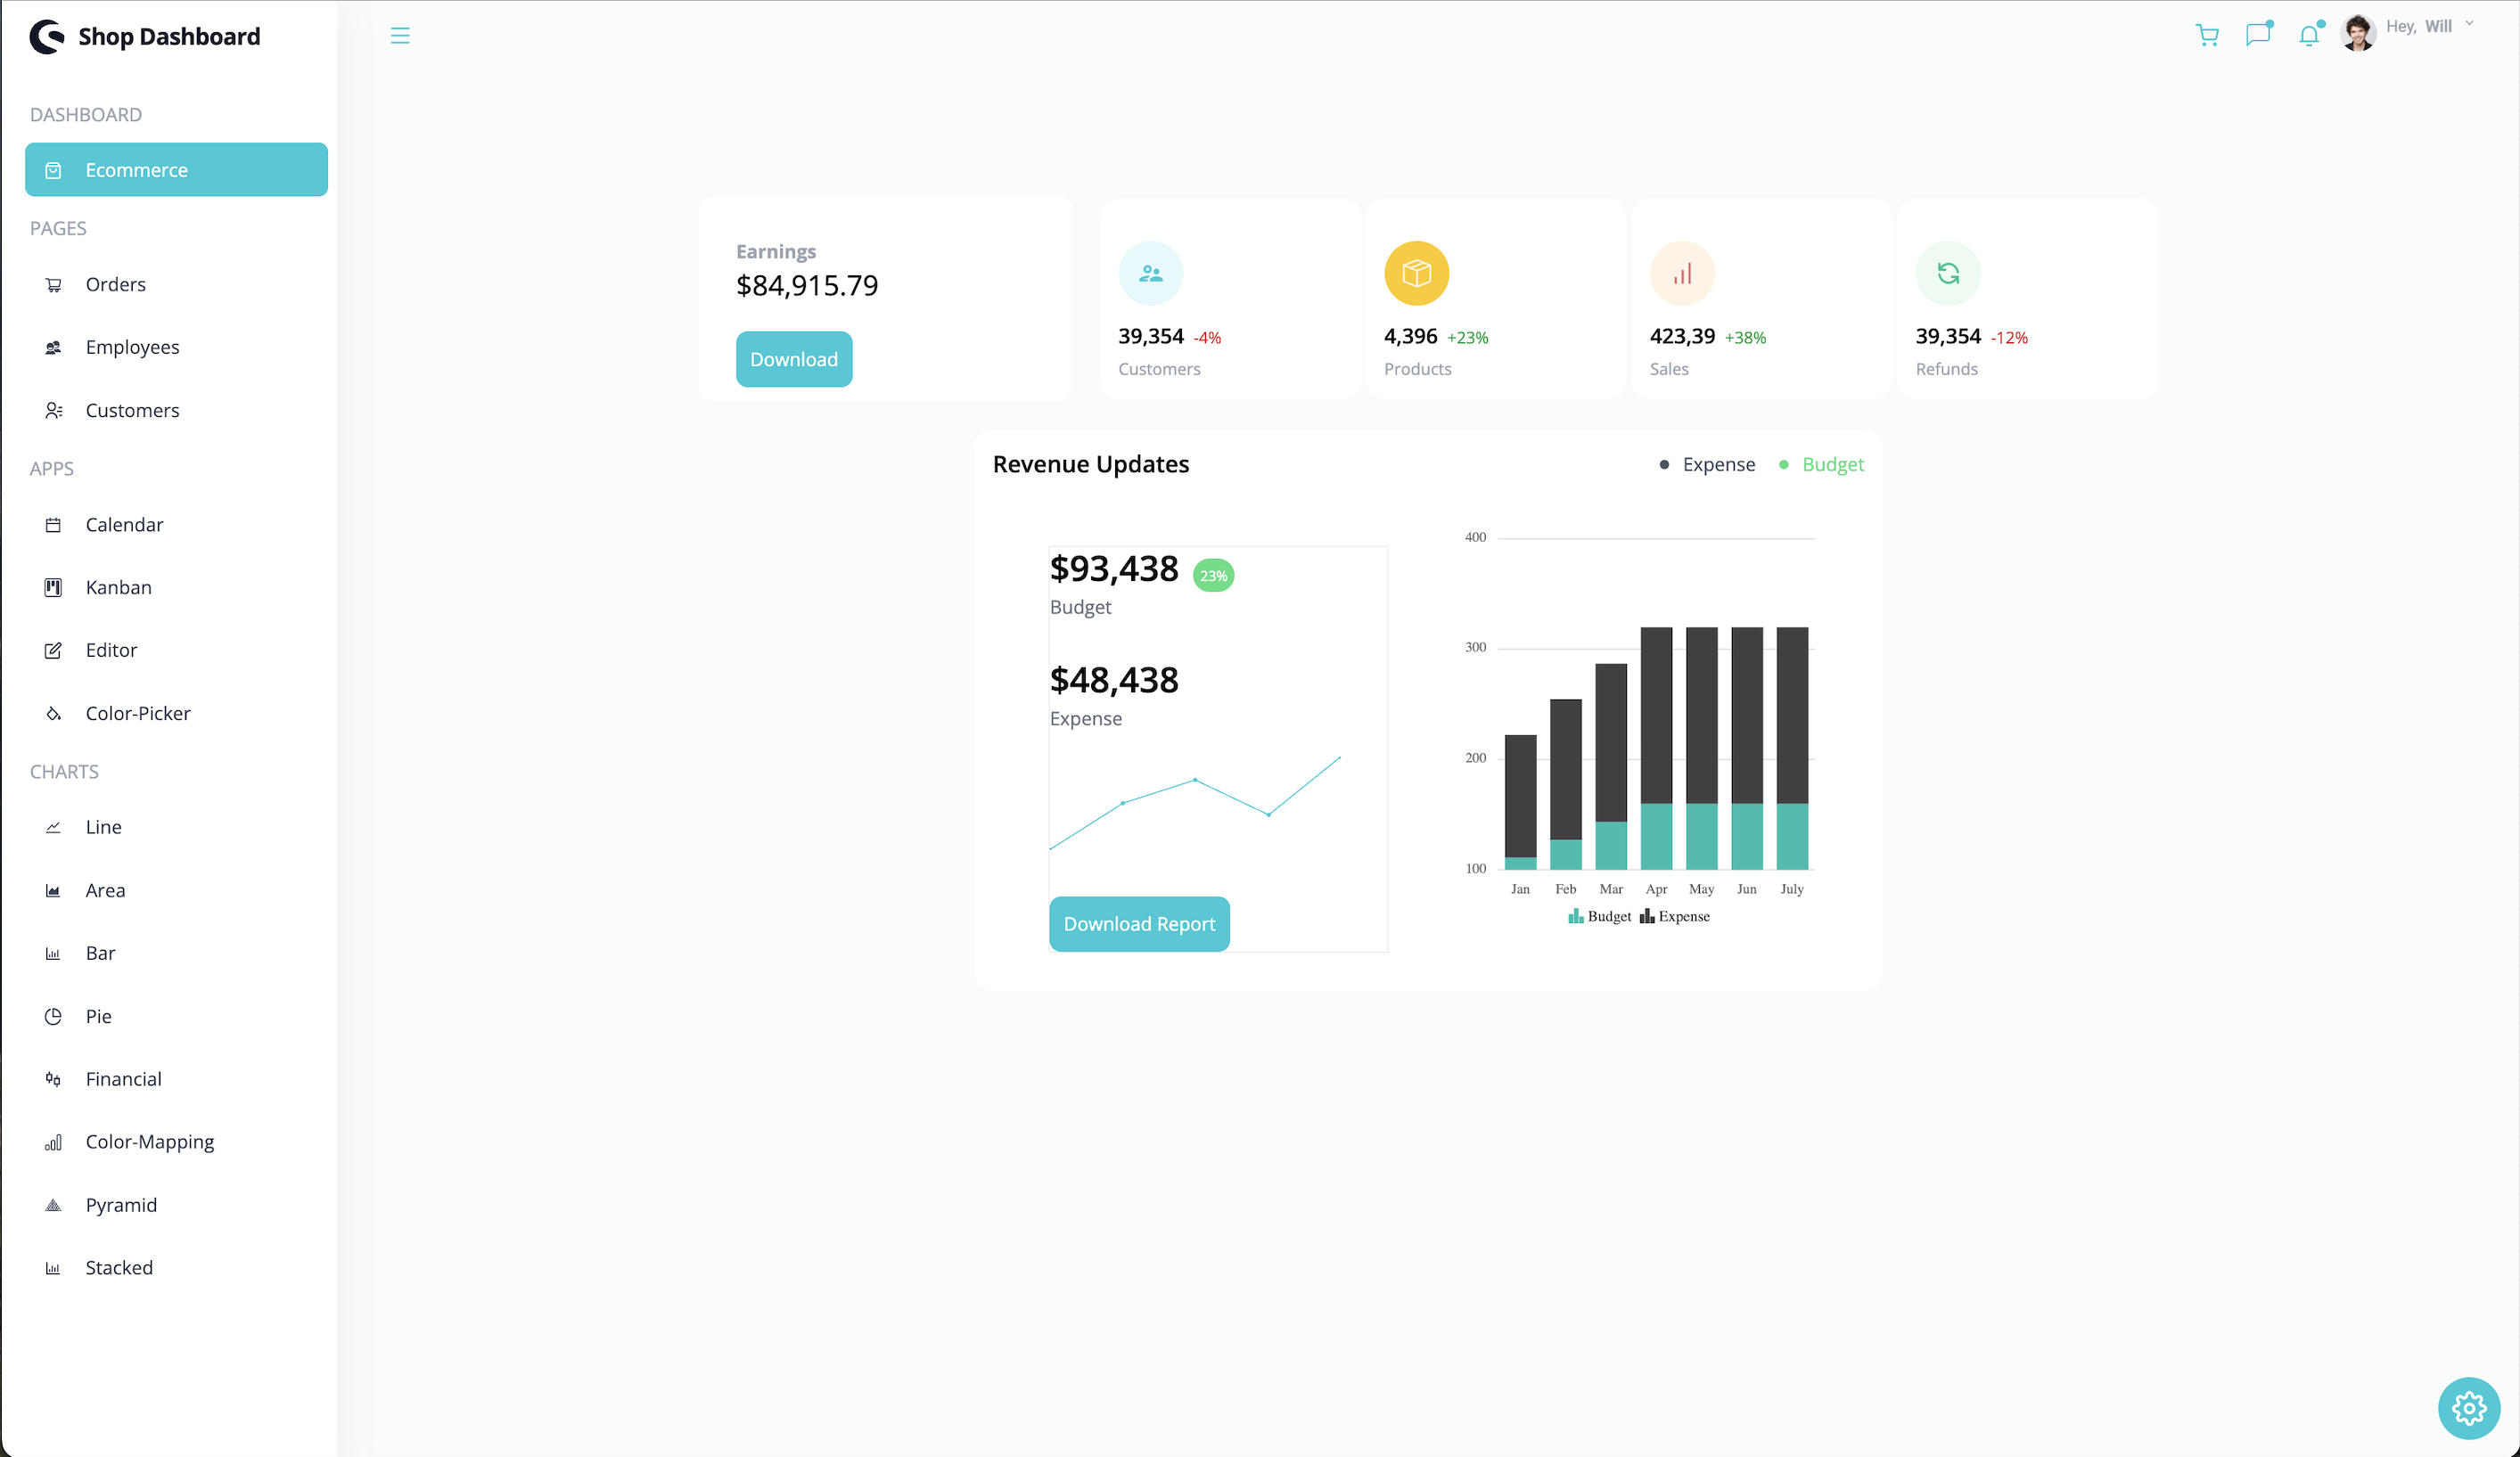 Shop Dashboard
Hey, Will
DASHBOARD
Ecommerce
PAGES
Orders
Employees
Customers
APPS
Calendar
Kanban
Editor
Color-Picker
CHARTS
Line
Area
Bar
Pie
Financial
Color-Mapping
Pyramid
Stacked
Earnings
$84,915.79
Download
39,354 -4%
Customers
4,396 +23%
Products
423,39 +38%
Sales
39,354 -12%
Refunds
Revenue Updates
Expense Budget
$93,438 23%
Budget
$48,438
Expense
Download Report
400
300
200
100
Jan Feb Mar Apr May Jun July
Budget Expense